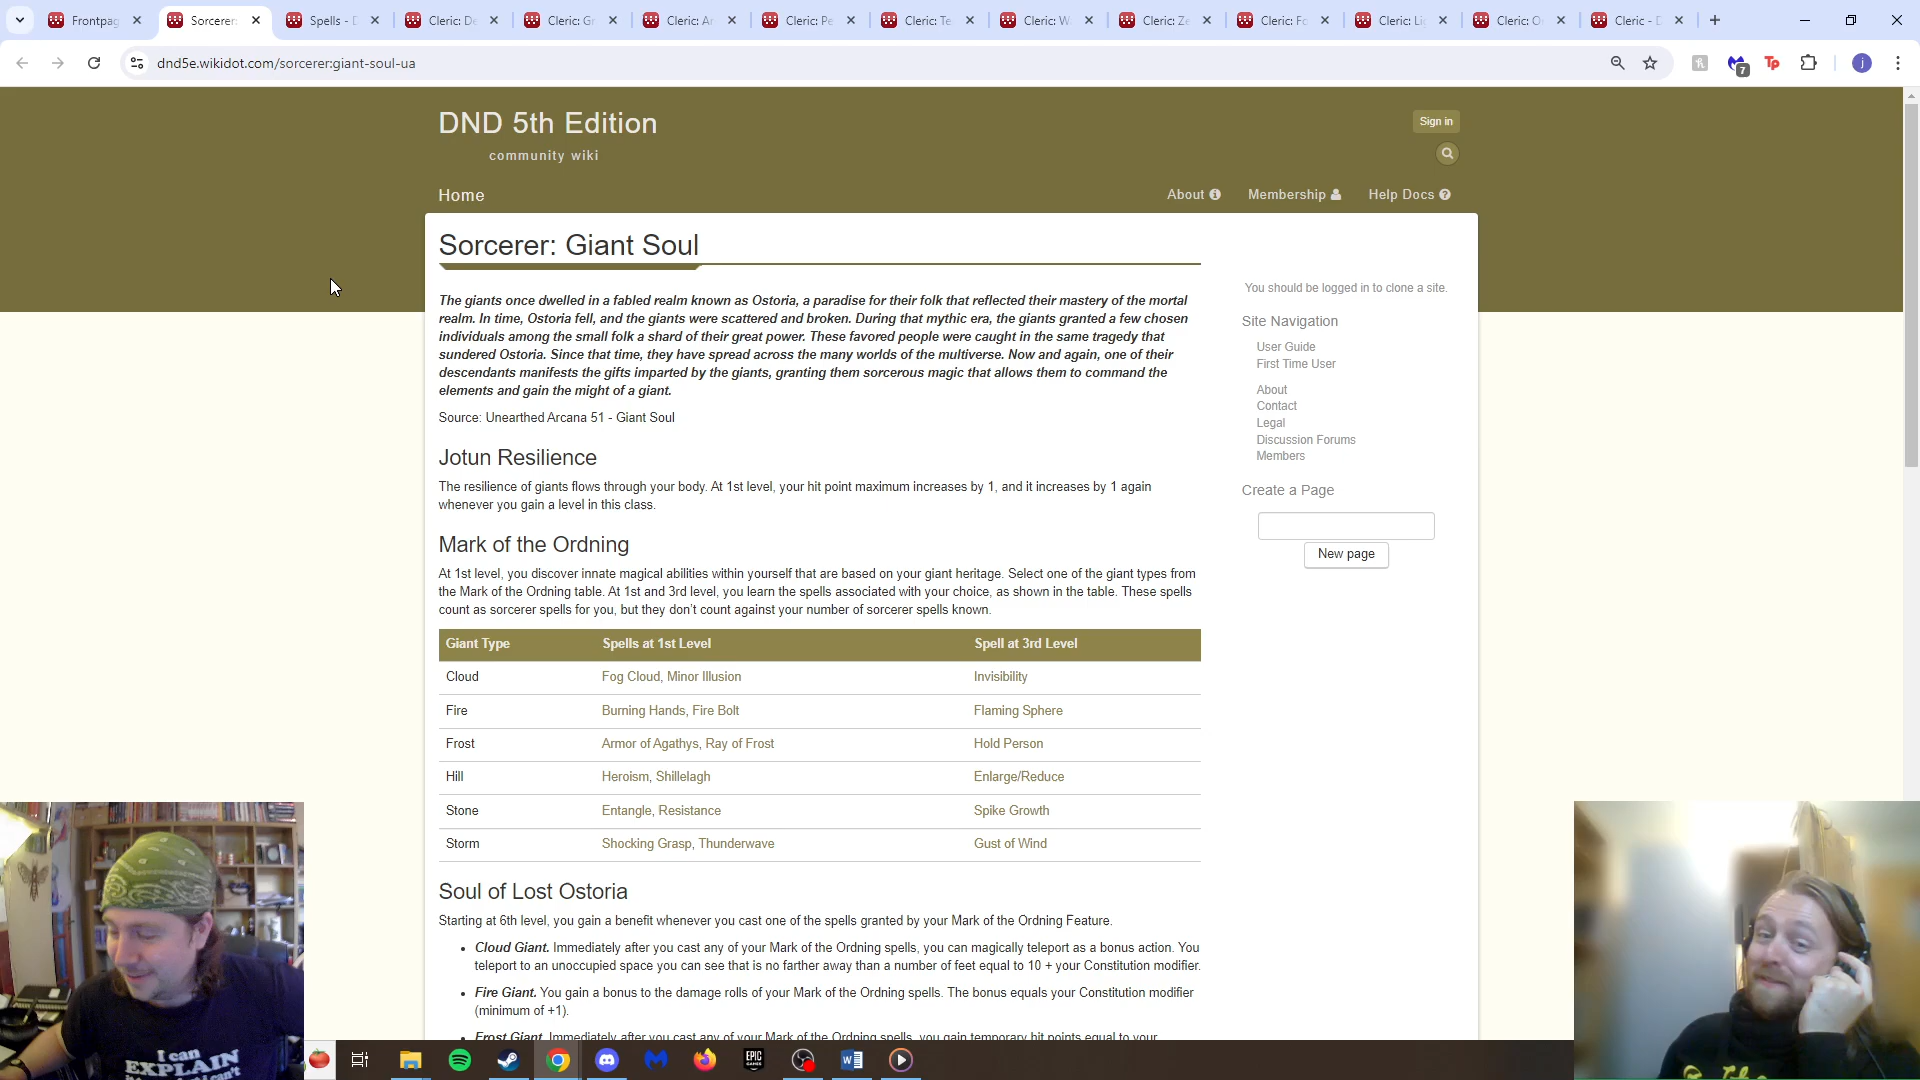 Frontpag
Sorcerer:
Spells - D
Cleric: De
Cleric: Gr
Cleric: Ar
Cleric: Pe
Cleric: Te
Cleric: W
Cleric: Ze
Cleric: Fo
Cleric: Li
Cleric: O
Cleric - D
dnd5e.wikidot.com/sorcerer:giant-soul-ua
7
Tp
j
DND 5th Edition
Sign in
community wiki
Home
About
Membership
Help Docs
Sorcerer: Giant Soul
The giants once dwelled in a fabled realm known as Ostoria, a paradise for their folk that reflected their mastery of the mortal
realm. In time, Ostoria fell, and the giants were scattered and broken. During that mythic era, the giants granted a few chosen
individuals among the small folk a shard of their great power. These favored people were caught in the same tragedy that
sundered Ostoria. Since that time, they have spread across the many worlds of the multiverse. Now and again, one of their
descendants manifests the gifts imparted by the giants, granting them sorcerous magic that allows them to command the
elements and gain the might of a giant.
Source: Unearthed Arcana 51 - Giant Soul
Jotun Resilience
The resilience of giants flows through your body. At 1st level, your hit point maximum increases by 1, and it increases by 1 again
whenever you gain a level in this class.
Mark of the Ordning
At 1st level, you discover innate magical abilities within yourself that are based on your giant heritage. Select one of the giant types from
the Mark of the Ordning table. At 1st and 3rd level, you learn the spells associated with your choice, as shown in the table. These spells
count as sorcerer spells for you, but they don't count against your number of sorcerer spells known.
Giant Type Spells at 1st Level Spell at 3rd Level
Cloud Fog Cloud, Minor Illusion Invisibility
Fire Burning Hands, Fire Bolt Flaming Sphere
Frost Armor of Agathys, Ray of Frost Hold Person
Hill Heroism, Shillelagh Enlarge/Reduce
Stone Entangle, Resistance Spike Growth
Storm Shocking Grasp, Thunderwave Gust of Wind
Soul of Lost Ostoria
Starting at 6th level, you gain a benefit whenever you cast one of the spells granted by your Mark of the Ordning Feature.
• Cloud Giant. Immediately after you cast any of your Mark of the Ordning spells, you can magically teleport as a bonus action. You
teleport to an unoccupied space you can see that is no farther away than a number of feet equal to 10 + your Constitution modifier.
• Fire Giant. You gain a bonus to the damage rolls of your Mark of the Ordning spells. The bonus equals your Constitution modifier
(minimum of +1).
• Frost Giant. Immediately after you cast any of your Mark of the Ordning spells, you gain temporary hit points equal to your
You should be logged in to clone a site.
Site Navigation
User Guide
First Time User
About
Contact
Legal
Discussion Forums
Members
Create a Page
New page
I can
EXPLAIN
EPIC
GAMES